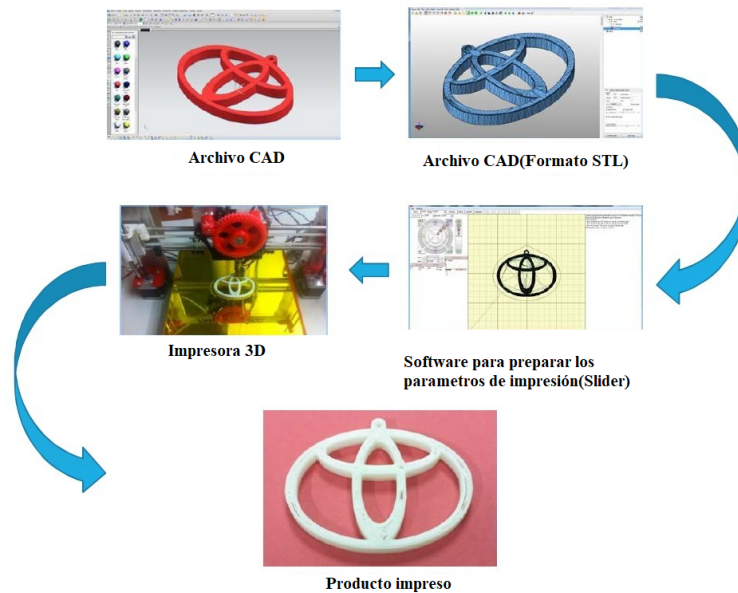 Archivo CAD
Archivo CAD(Formato STL)
Impresora 3D
Software para preparar los
parametros de impresión(Slider)
Producto impreso